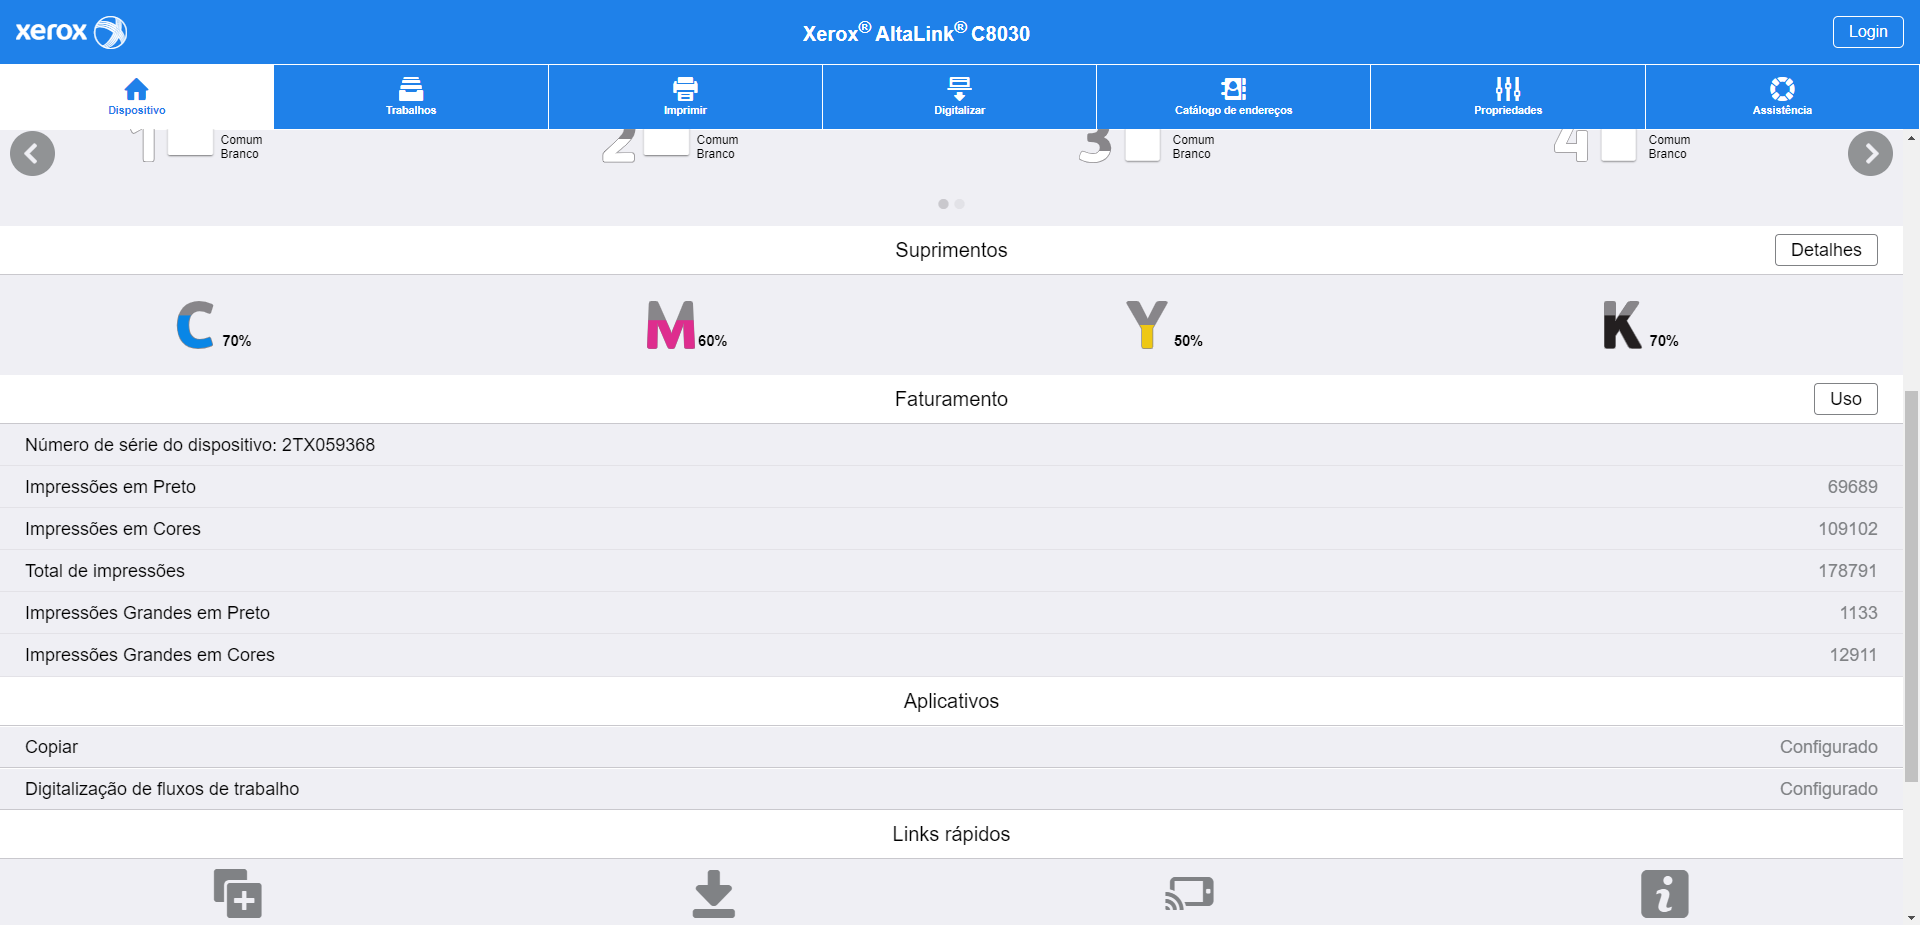 xerox
Xerox® AltaLink® C8030
Login
Dispositivo
Trabalhos
Imprimir
Digitalizar
Catálogo de endereços
Propriedades
Assistência
1 Comum
Branco
2 Comum
Branco
3 Comum
Branco
4 Comum
Branco
Suprimentos
Detalhes
C 70%
M 60%
Y 50%
K 70%
Faturamento
Uso
Número de série do dispositivo: 2TX059368
Impressões em Preto 69689
Impressões em Cores 109102
Total de impressões 178791
Impressões Grandes em Preto 1133
Impressões Grandes em Cores 12911
Aplicativos
Copiar Configurado
Digitalização de fluxos de trabalho Configurado
Links rápidos